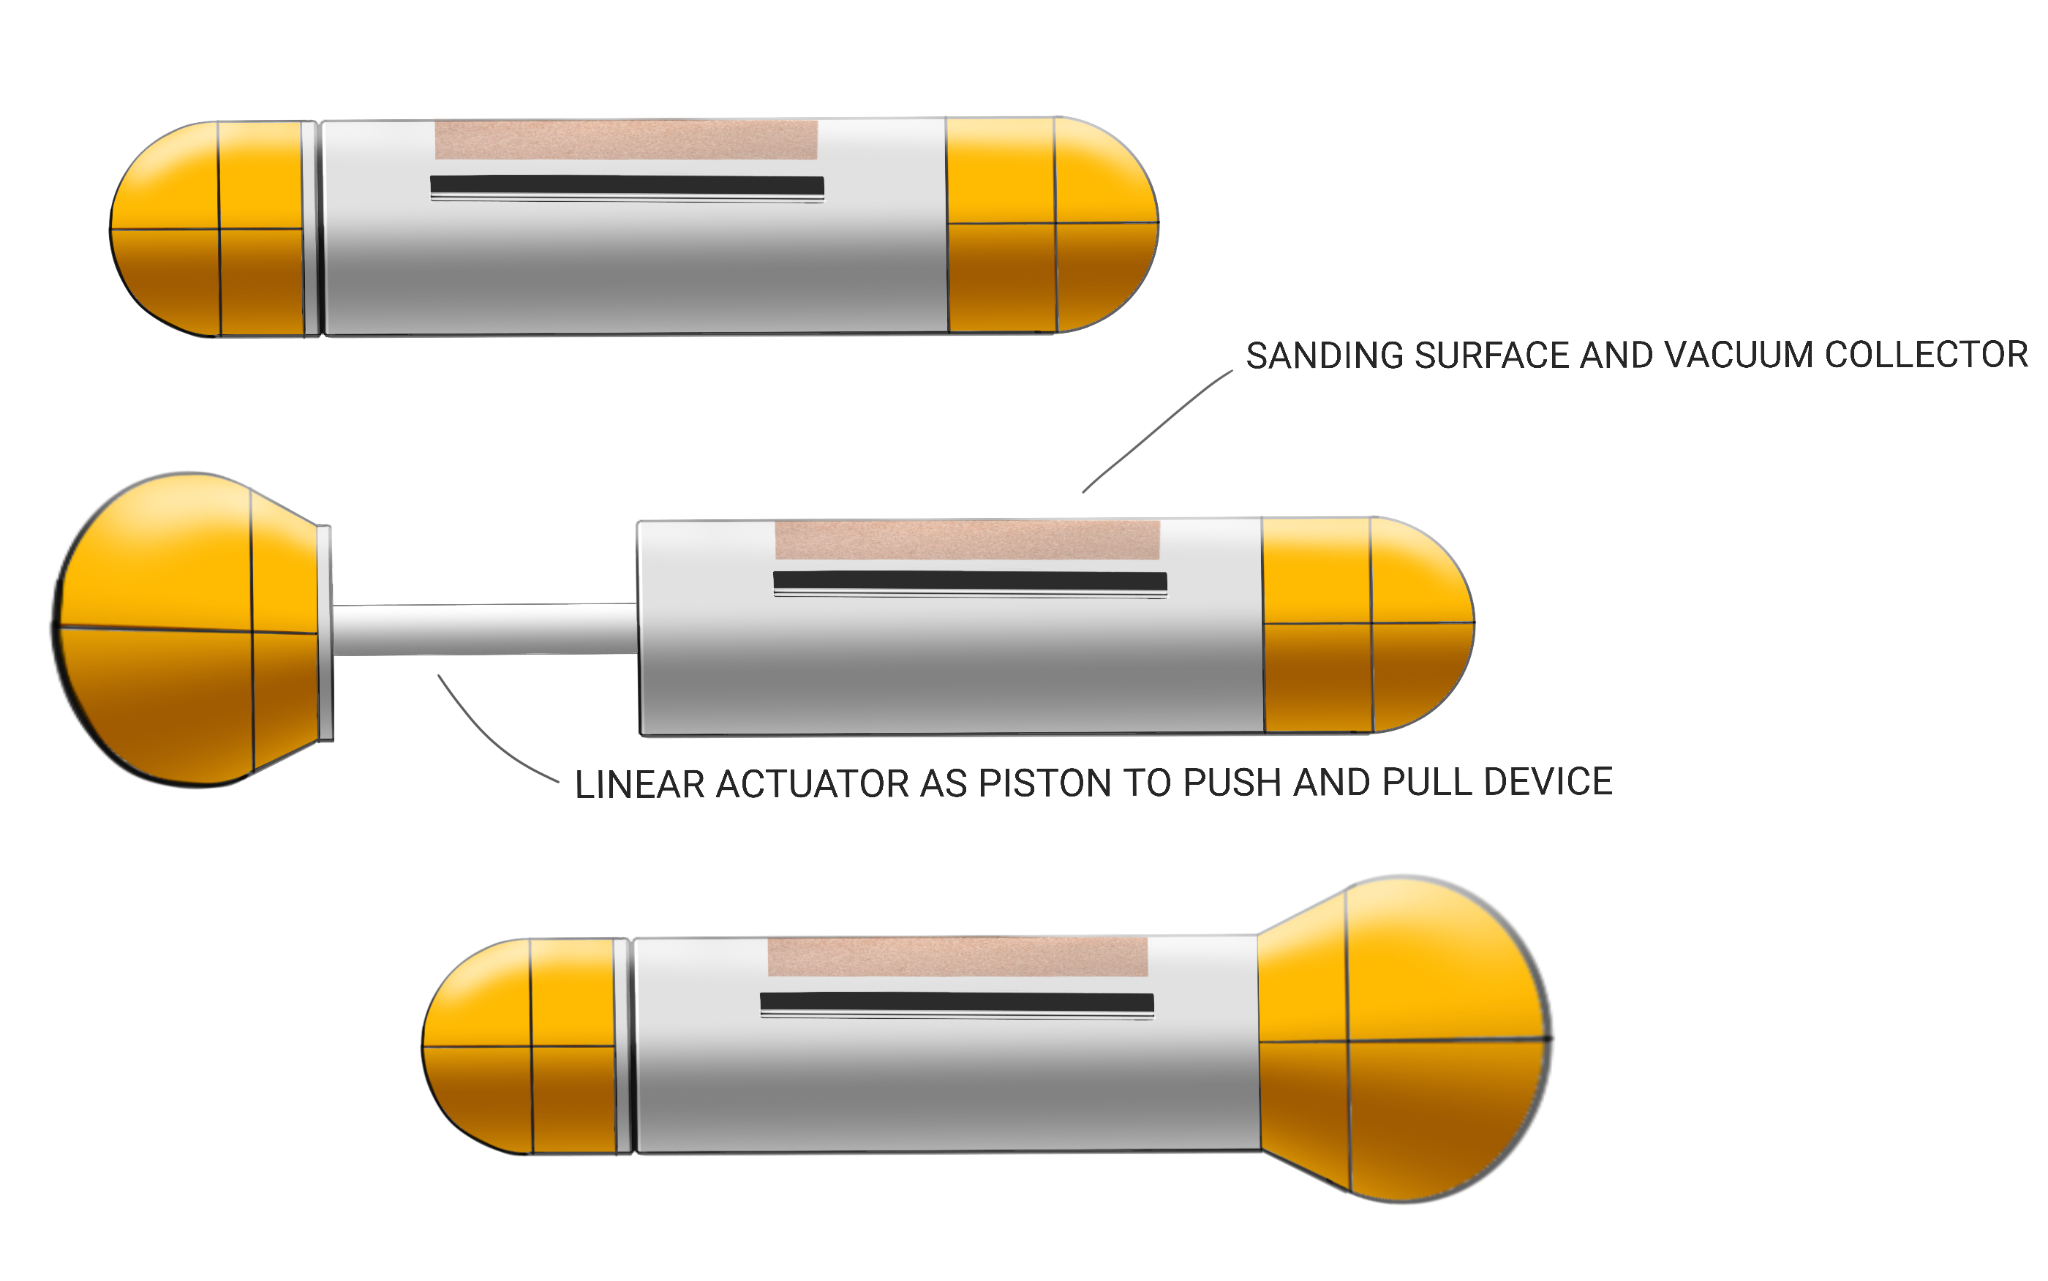 SANDING SURFACE AND VACUUM COLLECTOR
LINEAR ACTUATOR AS PISTON TO PUSH AND PULL DEVICE